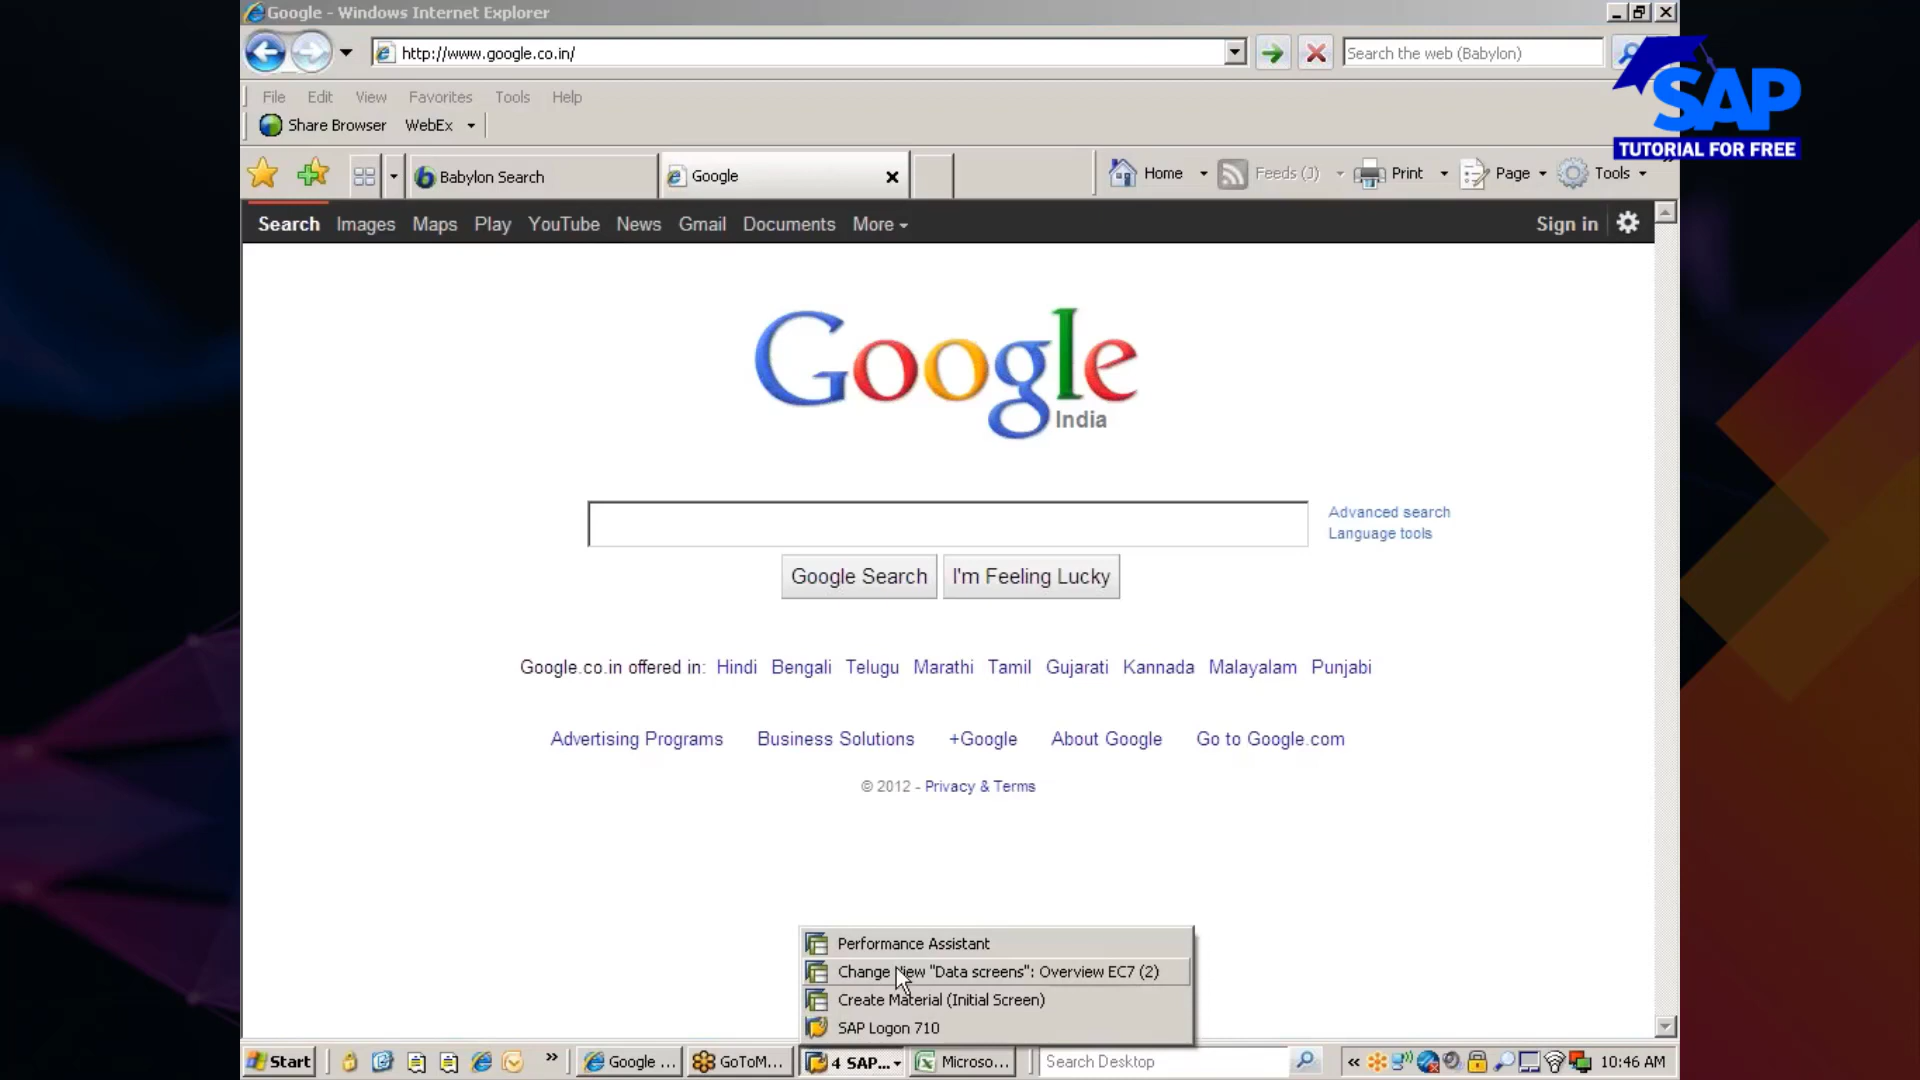 Google - Windows Internet Explorer
http://www.google.co.in/
Search the web (Babylon)
File Edit View Favorites Tools Help
Share Browser WebEx
SAP
TUTORIAL FOR FREE
Babylon Search Google Home Feeds (J) Print Page Tools
Search Images Maps Play YouTube News Gmail Documents More Sign in
Google
India
Advanced search
Language tools
Google Search I'm Feeling Lucky
Google.co.in offered in: Hindi Bengali Telugu Marathi Tamil Gujarati Kannada Malayalam Punjabi
Advertising Programs Business Solutions +Google About Google Go to Google.com
© 2012 - Privacy & Terms
Performance Assistant
Change View "Data screens": Overview EC7 (2)
Create Material (Initial Screen)
SAP Logon 710
Start Google ... GoToM... 4 SAP... Microso... Search Desktop 10:46 AM